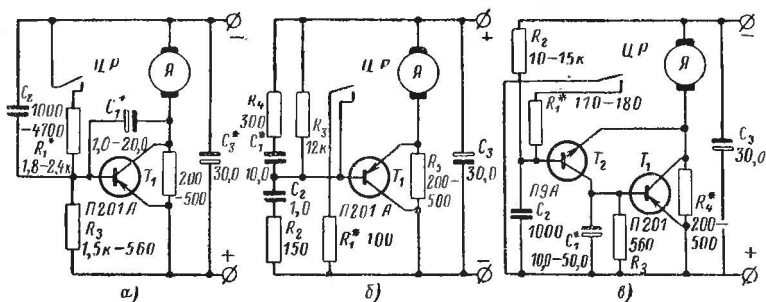 C₂
1000
-4700
R₁*
1,8-2,4к
ЦР
C₁*
1,0-20,0
T₁
П201А
R₃
1,5к-560
Я
200
-500
C₃*
30,0
−
+
а)
R₄
300
C₁*
10,0
R₃
12к
C₂
1,0
R₂
150
П201А
R₁* 100
ЦР
Я
T₁
R₅
200-
500
C₃
30,0
+
−
б)
R₂
10-15к
ЦР
R₁* 110-180
T₂
П9А
C₂
1000
C₁*
10,0-50,0
П201
560
R₃
T₁
Я
R₄*
200-
500
C₃
30,0
−
+
в)